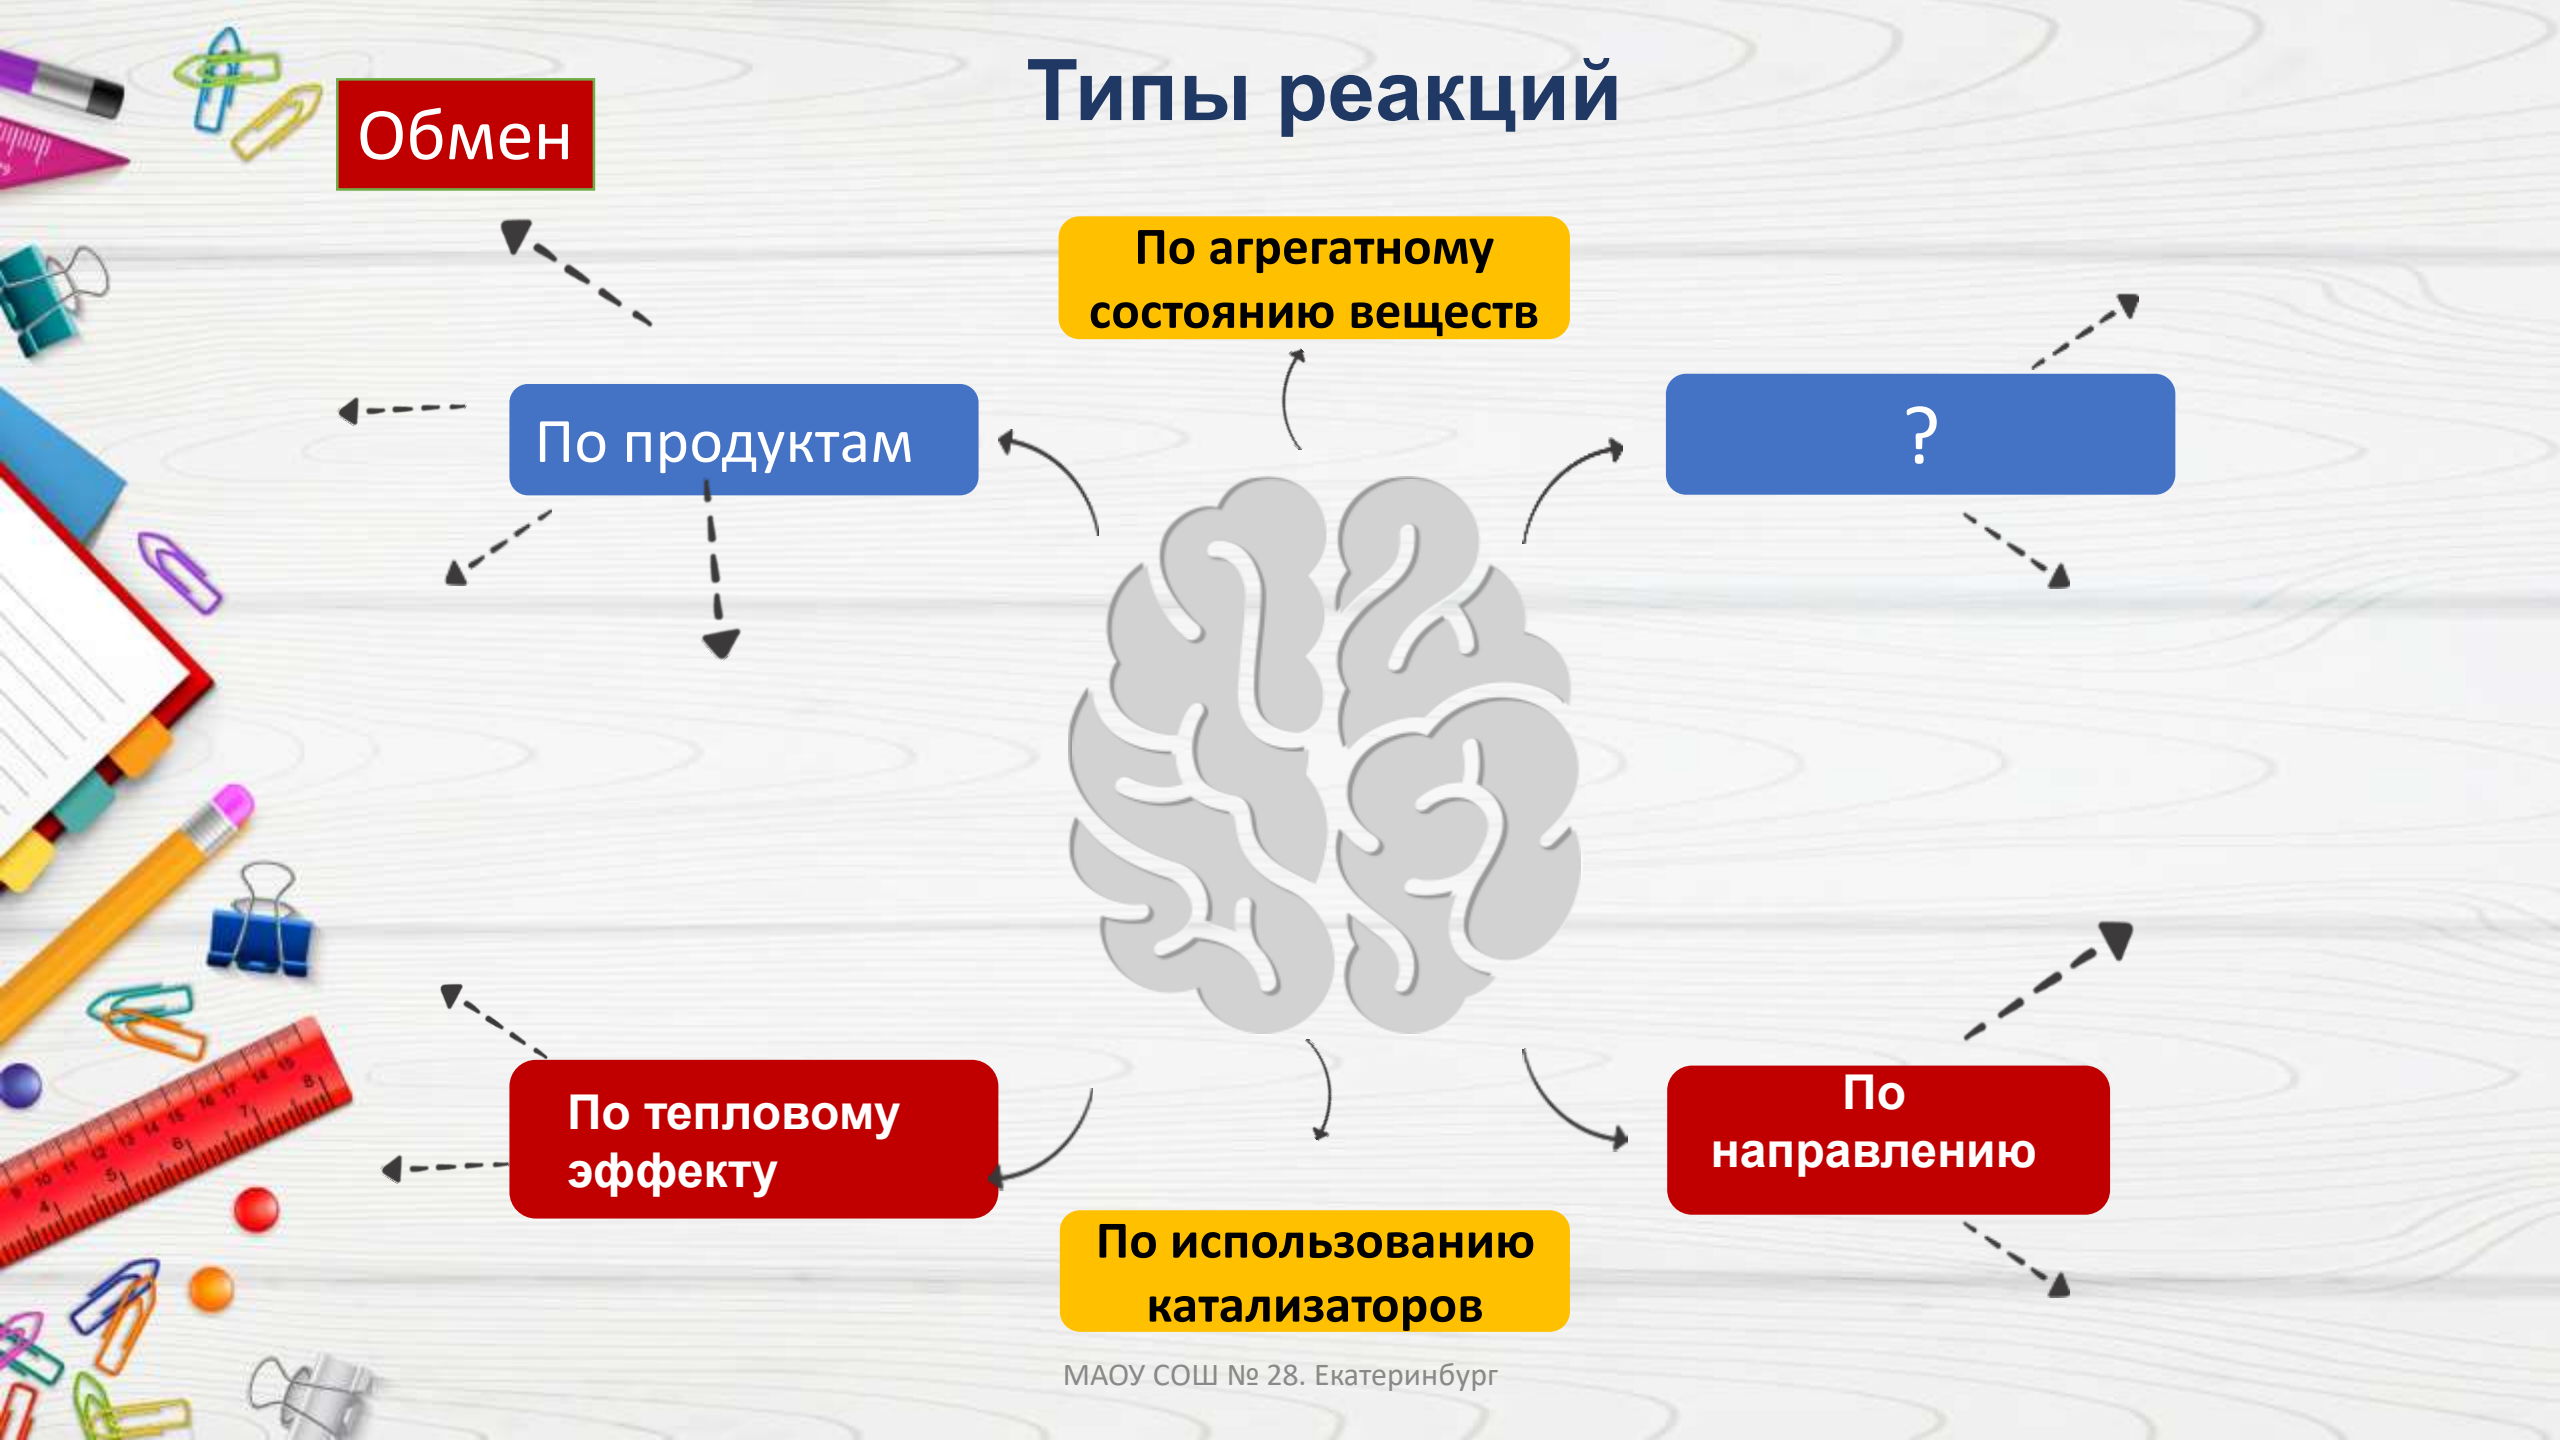 Типы реакций
Обмен
По агрегатному
состоянию веществ
По продуктам
?
По тепловому
эффекту
По
направлению
По использованию
катализаторов
МАОУ СОШ № 28. Екатеринбург